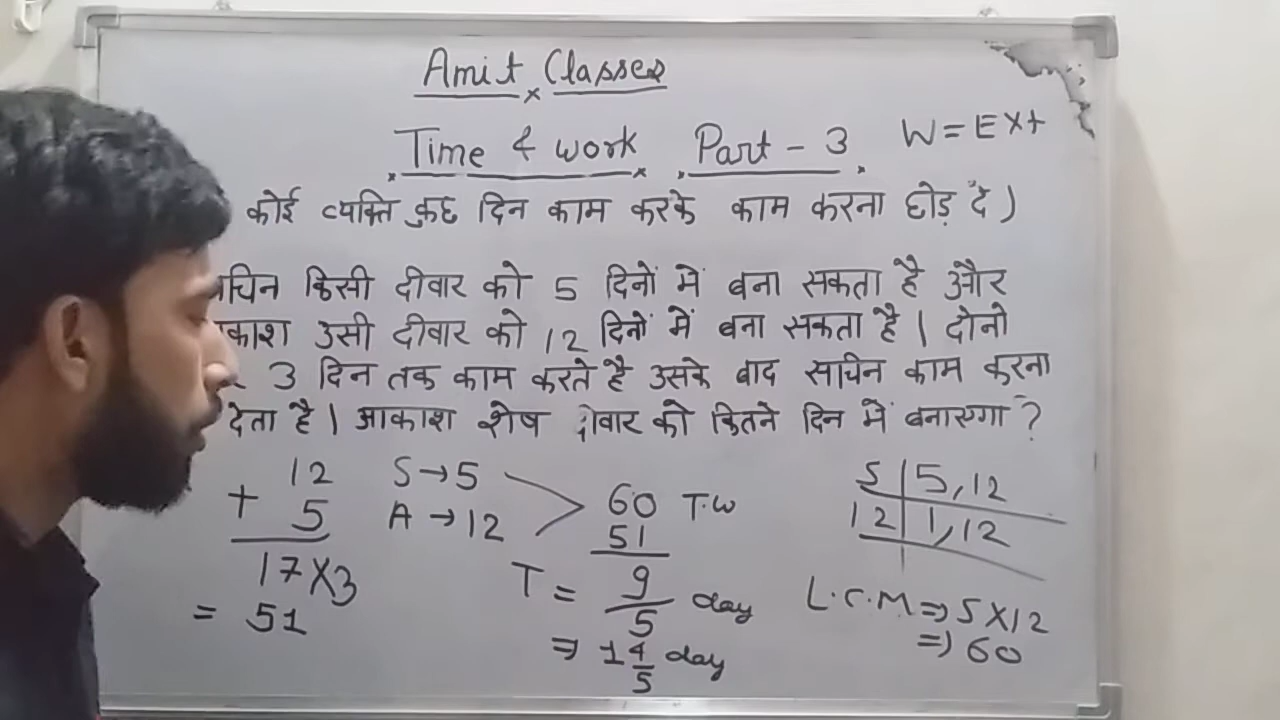 Amit Classes
Time & work Part - 3
W = E x t
कोई व्यक्ति कुछ दिन काम करके काम करना छोड़ दे)
किसी दीवार को 5 दिनों में बना सकता है और
उसी दीवार को 12 दिनों में बना सकता है। दोनो
3 दिन तक काम करते है उसके बाद सचिन काम करना
देता है। आकाश शेष दीवार को कितने दिन में बनाएगा ?
12
+ 5
17 X 3
= 51
S → 5
A → 12
60 T.W
51
T = 9/5 day
⇒ 1 4/5 day
5 | 5, 12
12 | 1, 12
L.C.M ⇒ 5 X 12
⇒ 60